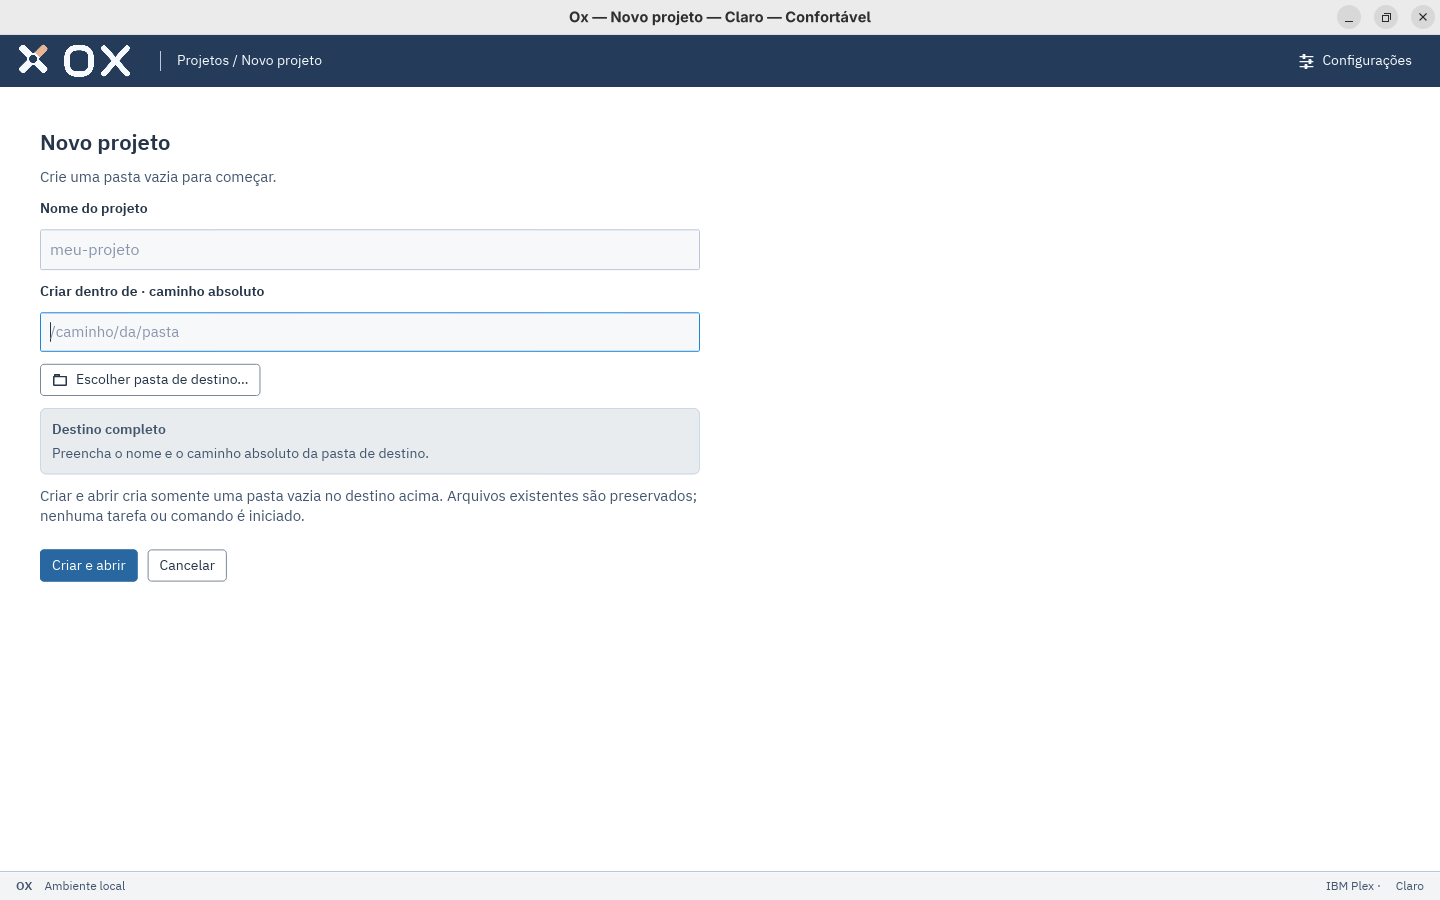 Ox — Novo projeto — Claro — Confortável
OX
Projetos / Novo projeto
Configurações
Novo projeto
Crie uma pasta vazia para começar.
Nome do projeto
meu-projeto
Criar dentro de · caminho absoluto
/caminho/da/pasta
Escolher pasta de destino...
Destino completo
Preencha o nome e o caminho absoluto da pasta de destino.
Criar e abrir cria somente uma pasta vazia no destino acima. Arquivos existentes são preservados;
nenhuma tarefa ou comando é iniciado.
Criar e abrir
Cancelar
OX Ambiente local
IBM Plex · Claro